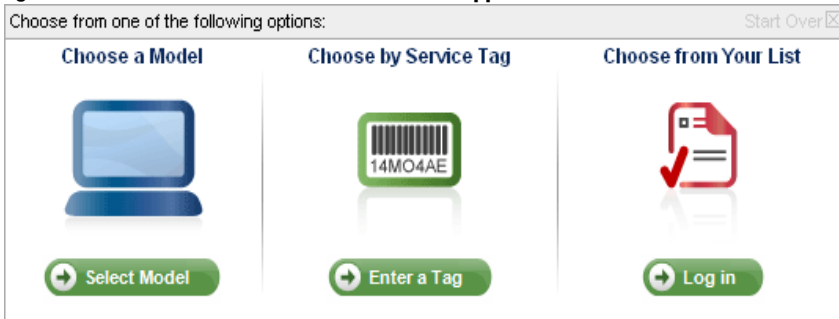 Choose from one of the following options:
Start Over
Choose a Model
Choose by Service Tag
Choose from Your List
14MO4AE
Select Model
Enter a Tag
Log in